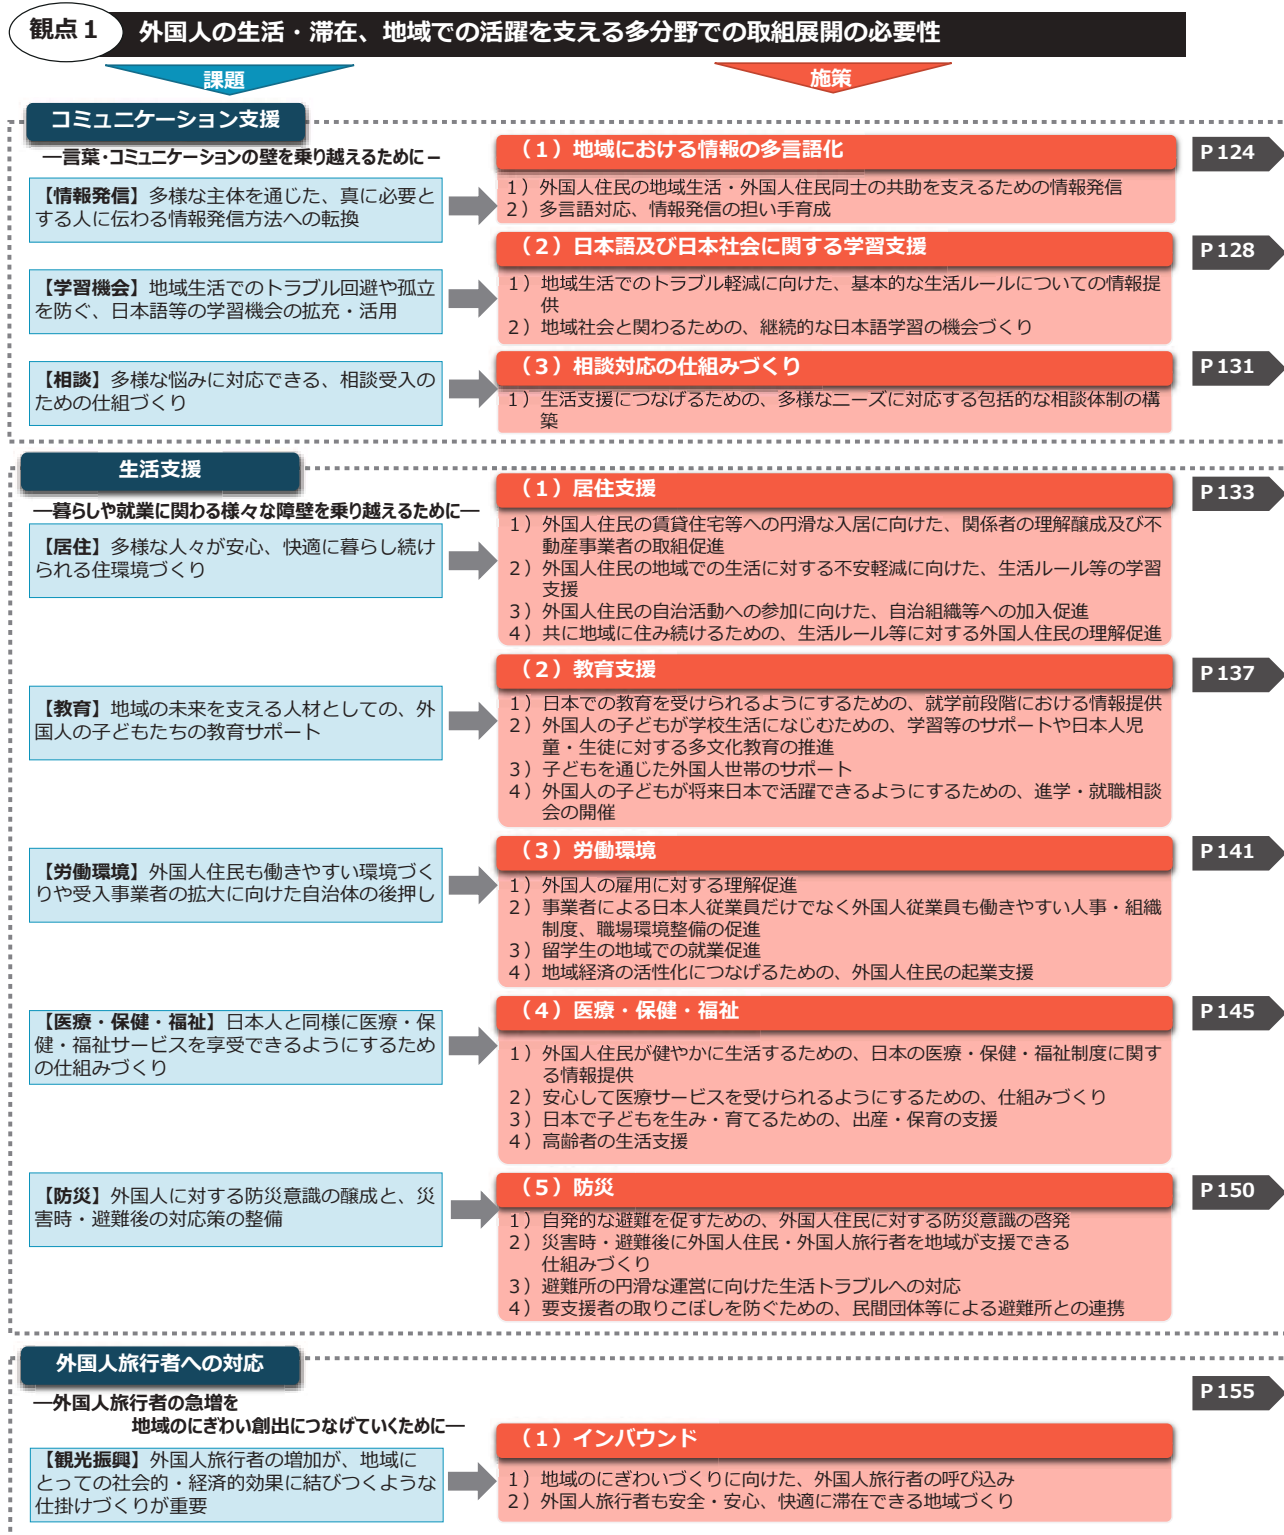 観点１
外国人の生活・滞在、地域での活躍を支える多分野での取組展開の必要性
課題
施策
コミュニケーション支援
―言葉・コミュニケーションの壁を乗り越えるために－
【情報発信】多様な主体を通じた、真に必要と
する人に伝わる情報発信方法への転換
（１）地域における情報の多言語化
P124
１）外国人住民の地域生活・外国人住民同士の共助を支えるための情報発信
２）多言語対応、情報発信の担い手育成
【学習機会】地域生活でのトラブル回避や孤立
を防ぐ、日本語等の学習機会の拡充・活用
（２）日本語及び日本社会に関する学習支援
P128
１）地域生活でのトラブル軽減に向けた、基本的な生活ルールについての情報提
供
２）地域社会と関わるための、継続的な日本語学習の機会づくり
【相談】多様な悩みに対応できる、相談受入の
ための仕組づくり
（３）相談対応の仕組みづくり
P131
１）生活支援につなげるための、多様なニーズに対応する包括的な相談体制の構
築
生活支援
―暮らしや就業に関わる様々な障壁を乗り越えるために―
【居住】多様な人々が安心、快適に暮らし続け
られる住環境づくり
（１）居住支援
P133
１）外国人住民の賃貸住宅等への円滑な入居に向けた、関係者の理解醸成及び不
動産事業者の取組促進
２）外国人住民の地域での生活に対する不安軽減に向けた、生活ルール等の学習
支援
３）外国人住民の自治活動への参加に向けた、自治組織等への加入促進
４）共に地域に住み続けるための、生活ルール等に対する外国人住民の理解促進
【教育】地域の未来を支える人材としての、外
国人の子どもたちの教育サポート
（２）教育支援
P137
１）日本での教育を受けられるようにするための、就学前段階における情報提供
２）外国人の子どもが学校生活になじむための、学習等のサポートや日本人児
童・生徒に対する多文化教育の推進
３）子どもを通じた外国人世帯のサポート
４）外国人の子どもが将来日本で活躍できるようにするための、進学・就職相談
会の開催
【労働環境】外国人住民も働きやすい環境づく
りや受入事業者の拡大に向けた自治体の後押し
（３）労働環境
P141
１）外国人の雇用に対する理解促進
２）事業者による日本人従業員だけでなく外国人従業員も働きやすい人事・組織
制度、職場環境整備の促進
３）留学生の地域での就業促進
４）地域経済の活性化につなげるための、外国人住民の起業支援
【医療・保健・福祉】日本人と同様に医療・保
健・福祉サービスを享受できるようにするため
の仕組みづくり
（４）医療・保健・福祉
P145
１）外国人住民が健やかに生活するための、日本の医療・保健・福祉制度に関す
る情報提供
２）安心して医療サービスを受けられるようにするための、仕組みづくり
３）日本で子どもを生み・育てるための、出産・保育の支援
４）高齢者の生活支援
【防災】外国人に対する防災意識の醸成と、災
害時・避難後の対応策の整備
（５）防災
P150
１）自発的な避難を促すための、外国人住民に対する防災意識の啓発
２）災害時・避難後に外国人住民・外国人旅行者を地域が支援できる
仕組みづくり
３）避難所の円滑な運営に向けた生活トラブルへの対応
４）要支援者の取りこぼしを防ぐための、民間団体等による避難所との連携
外国人旅行者への対応
―外国人旅行者の急増を
地域のにぎわい創出につなげていくために―
【観光振興】外国人旅行者の増加が、地域に
とっての社会的・経済的効果に結びつくような
仕掛けづくりが重要
P155
（１）インバウンド
１）地域のにぎわいづくりに向けた、外国人旅行者の呼び込み
２）外国人旅行者も安全・安心、快適に滞在できる地域づくり